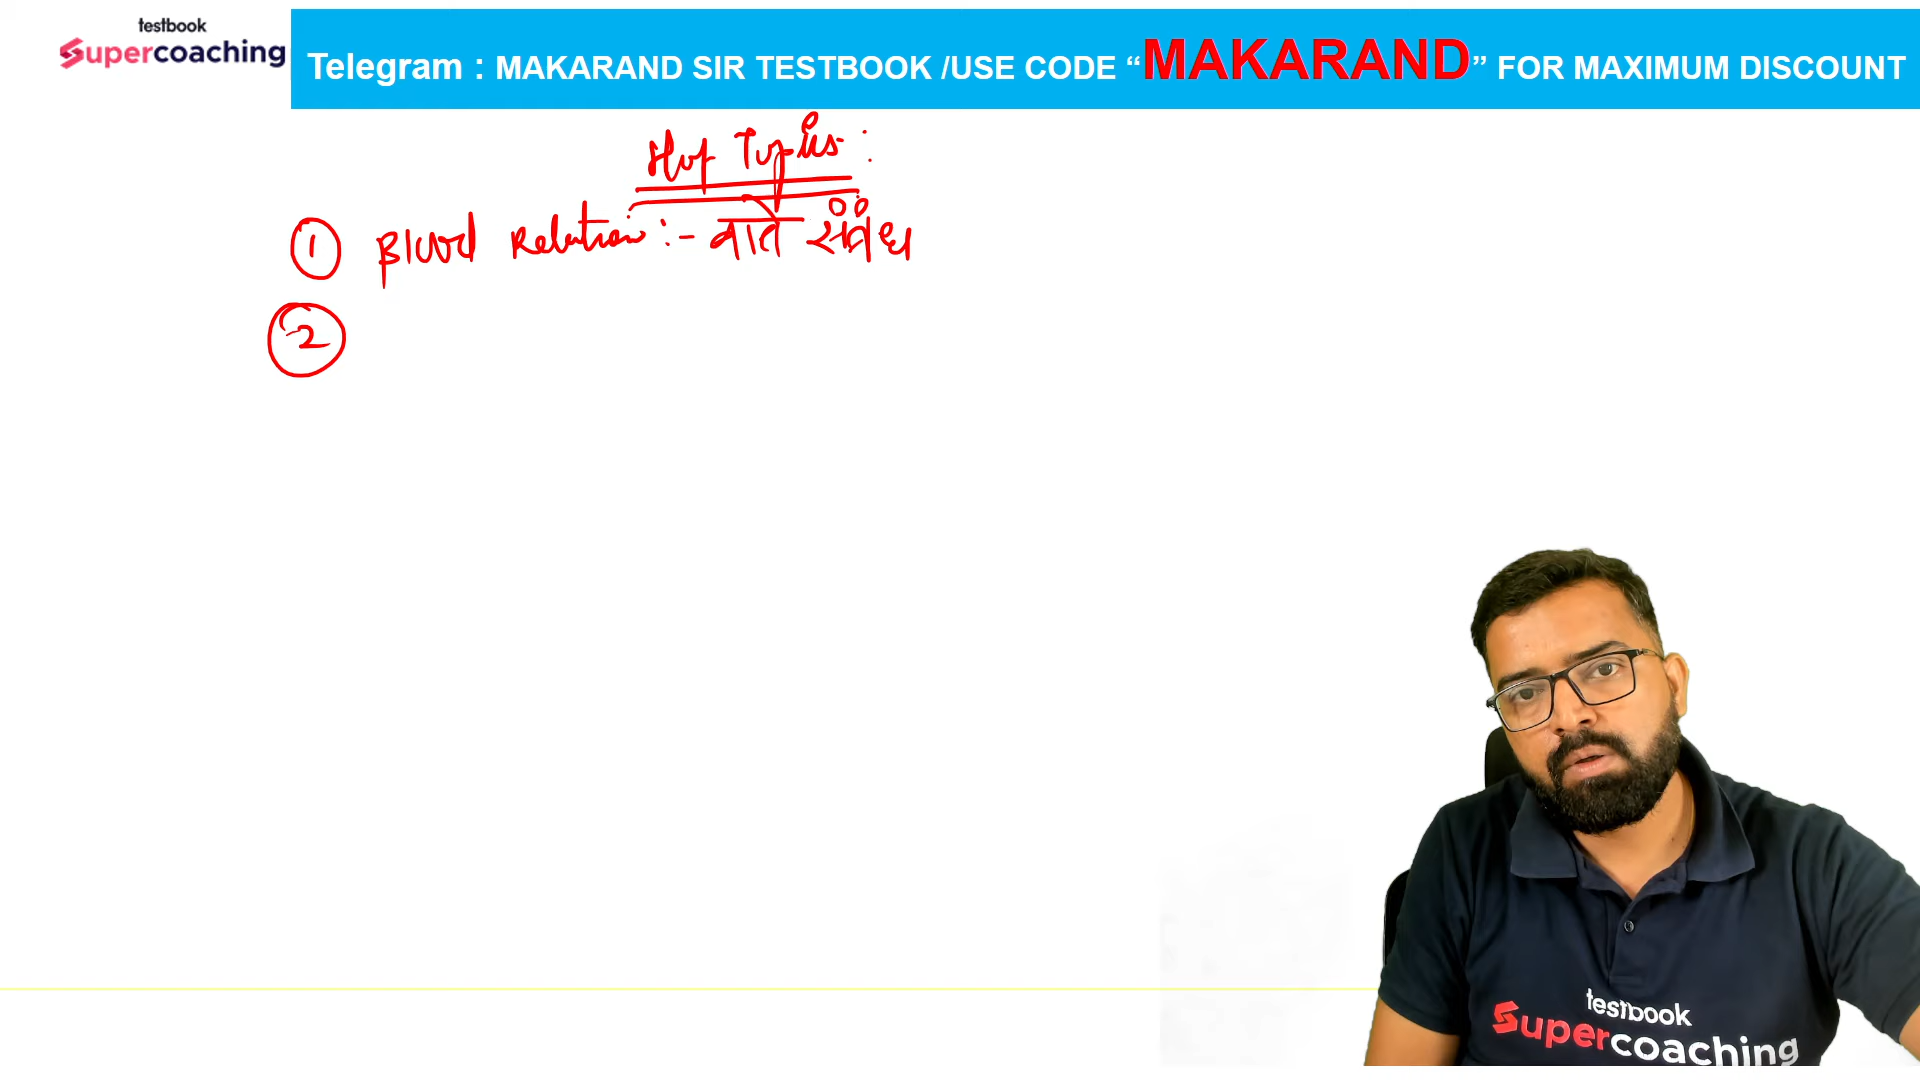 testbook
Supercoaching
Telegram : MAKARAND SIR TESTBOOK /USE CODE “MAKARAND” FOR MAXIMUM DISCOUNT
Hot Topics :
1 Blood Relation :- नाते संबंध
2
testbook
Supercoaching